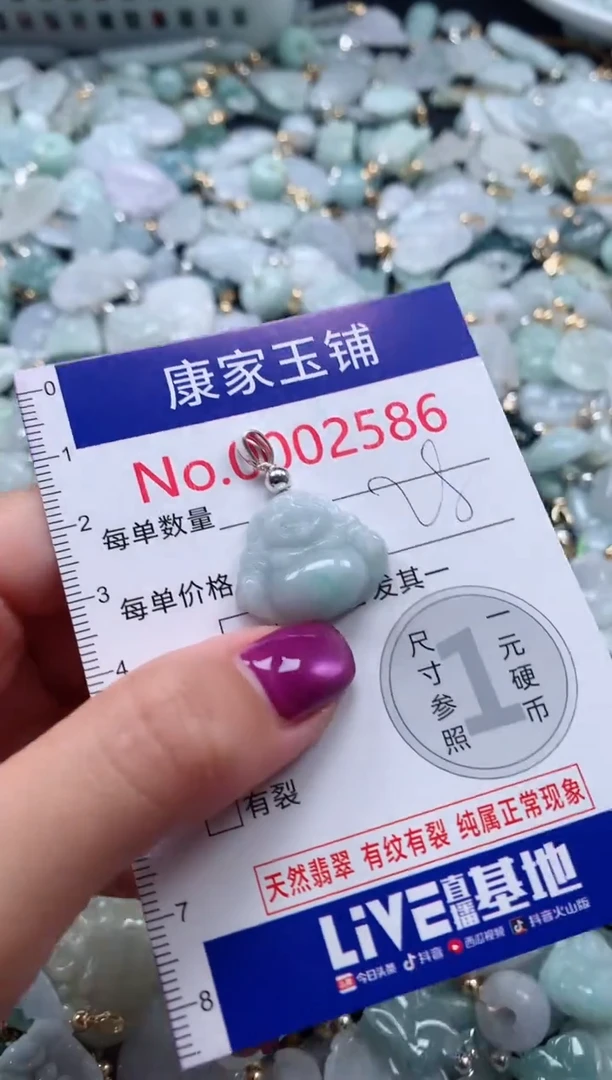 康家玉铺
No.0002586
每单数量
每单价格
发其一
有裂
尺寸参照
一元硬币
1
天然翡翠 有纹有裂 纯属正常现象
LiVE直播基地
今日头条 抖音 西瓜视频 抖音火山版
0
1
2
3
4
7
8